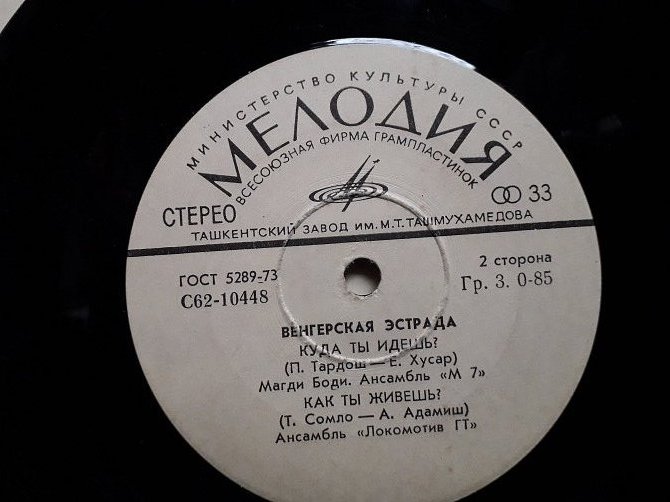 МИНИСТЕРСТВО КУЛЬТУРЫ СССР
МЕЛОДИЯ
ВСЕСОЮЗНАЯ ФИРМА ГРАМПЛАСТИНОК
СТЕРЕО
33
ТАШКЕНТСКИЙ ЗАВОД ИМ. М.Т. ТАШМУХАМЕДОВА
ГОСТ 5289-73
2 сторона
С62-10448
Гр. 3. 0-85
ВЕНГЕРСКАЯ ЭСТРАДА
КУДА ТЫ ИДЕШЬ?
(П. Тардош — Е. Хусар)
Магди Боди. Ансамбль «М 7»
КАК ТЫ ЖИВЕШЬ?
(Т. Сомло — А. Адамиш)
Ансамбль «Локомотив ГТ»